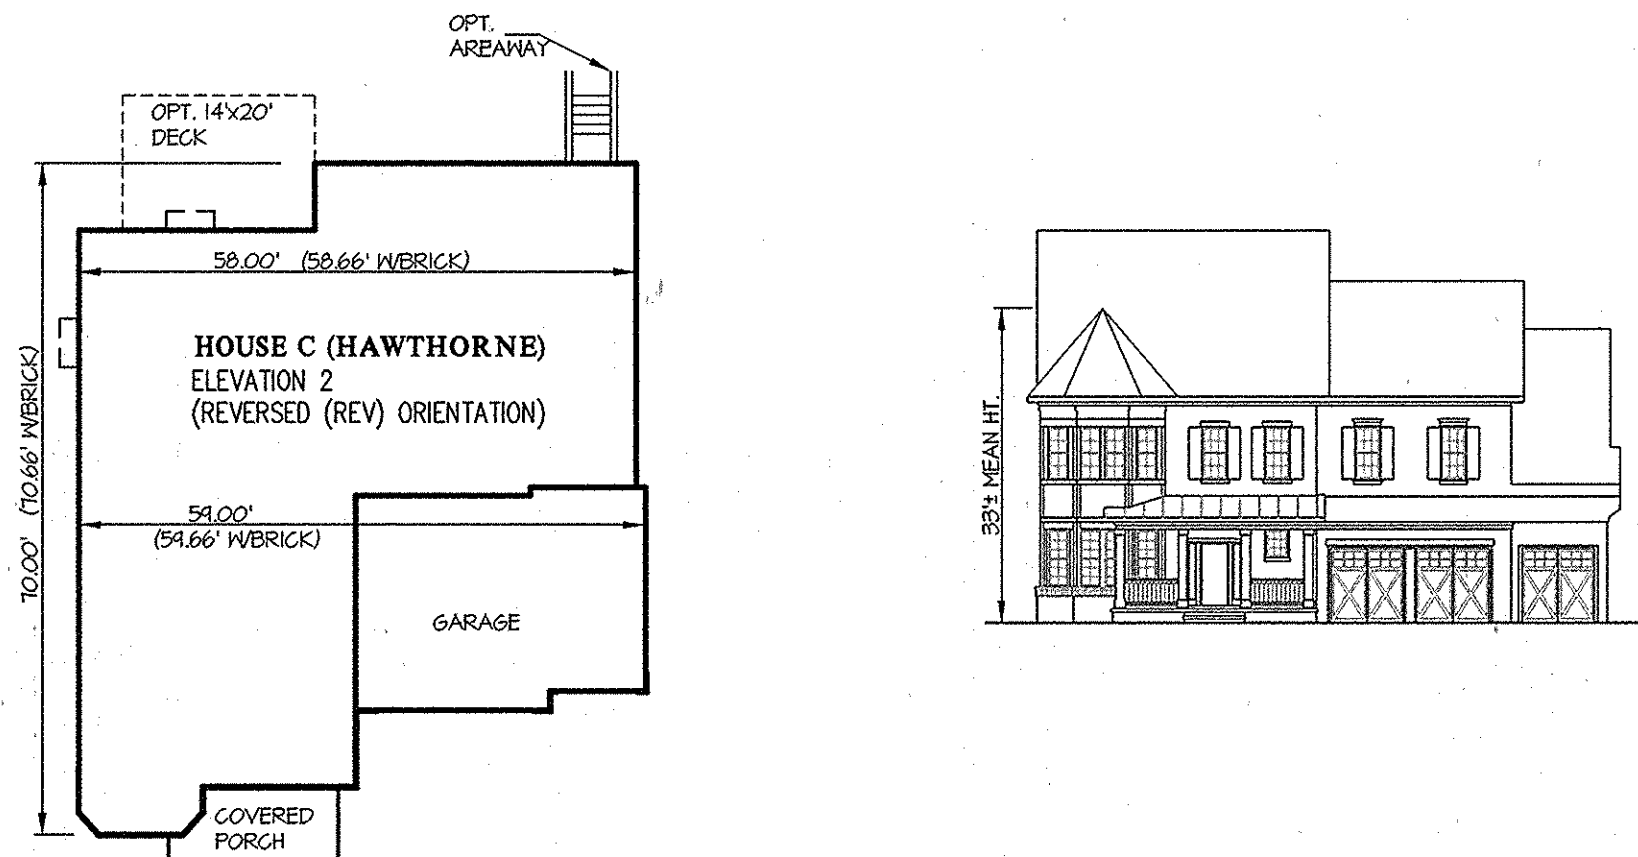 OPT.
AREAWAY
OPT. 14'x20'
DECK
58.00' (58.66' W/BRICK)
HOUSE C (HAWTHORNE)
ELEVATION 2
(REVERSED (REV) ORIENTATION)
70.00' (70.66' W/BRICK)
59.00'
(59.66' W/BRICK)
GARAGE
COVERED
PORCH
33'± MEAN HT.